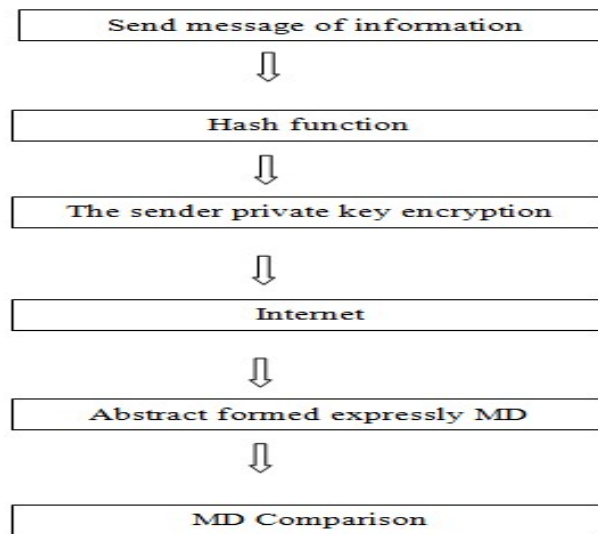 Send message of information
Hash function
The sender private key encryption
Internet
Abstract formed expressly MD
MD Comparison